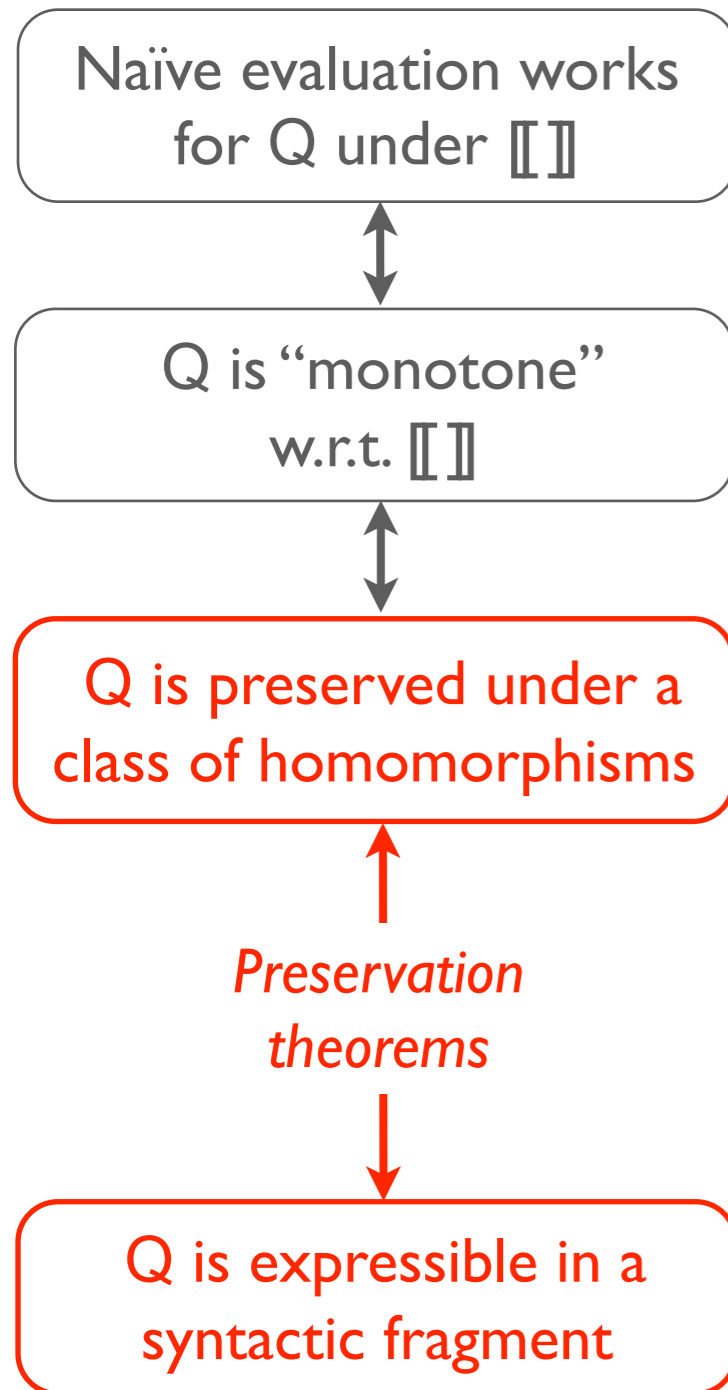 Naïve evaluation works
for Q under ⟦ ⟧
Q is “monotone”
w.r.t. ⟦ ⟧
Q is preserved under a
class of homomorphisms
Preservation
theorems
Q is expressible in a
syntactic fragment